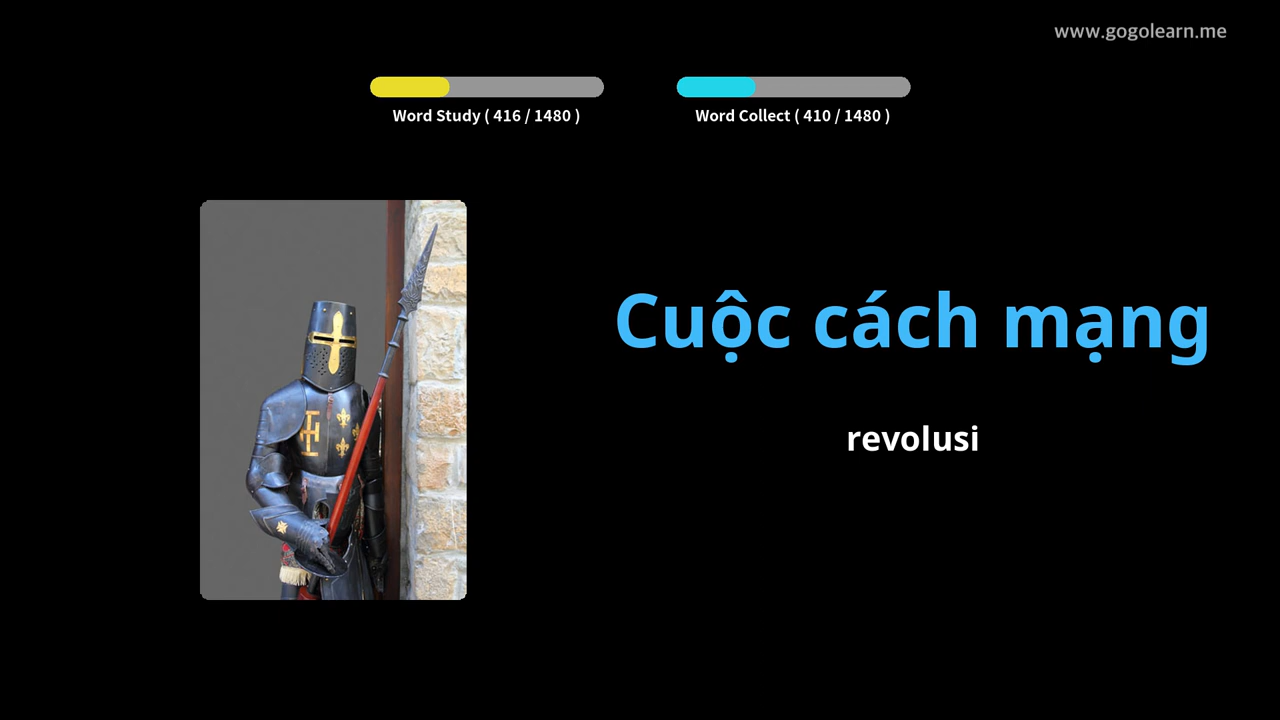 www.gogolearn.me
Word Study ( 416 / 1480 )
Word Collect ( 410 / 1480 )
Cuộc cách mạng
revolusi